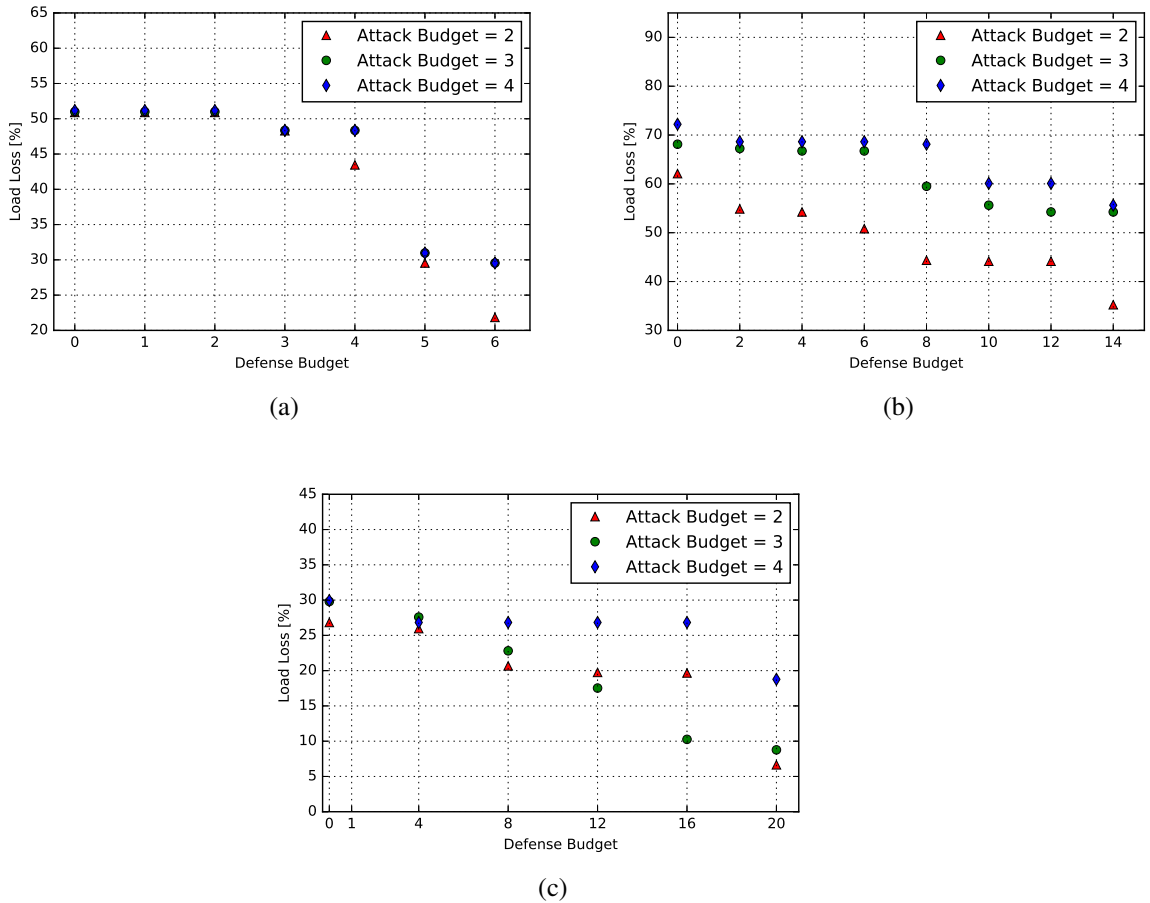 65
60
55
50
45
40
35
30
25
20
Load Loss [%]
Attack Budget = 2
Attack Budget = 3
Attack Budget = 4
0 1 2 3 4 5 6
Defense Budget
(a)
90
80
70
60
50
40
30
Load Loss [%]
Attack Budget = 2
Attack Budget = 3
Attack Budget = 4
0 2 4 6 8 10 12 14
Defense Budget
(b)
45
40
35
30
25
20
15
10
5
0
Load Loss [%]
Attack Budget = 2
Attack Budget = 3
Attack Budget = 4
0 1 4 8 12 16 20
Defense Budget
(c)